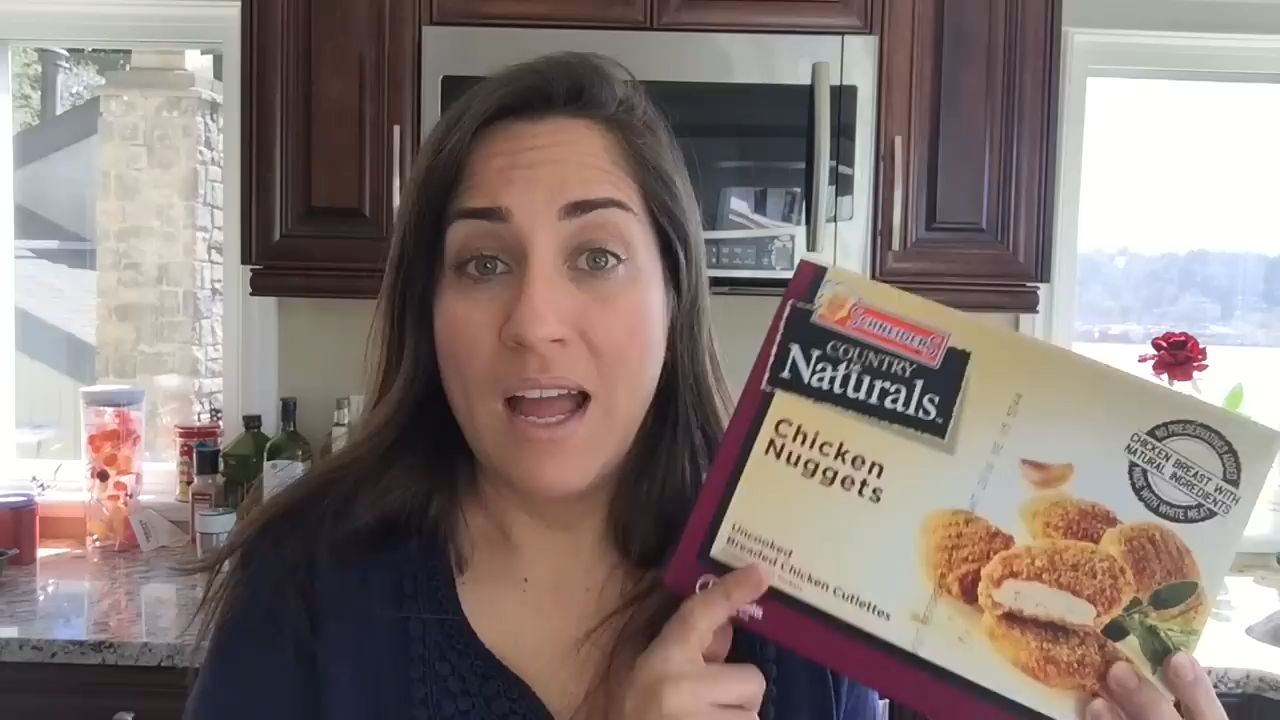 SCHNEIDERS
COUNTRY
Naturals
Chicken
Nuggets
Uncooked
Breaded Chicken Cutlettes
NO PRESERVATIVES ADDED
CHICKEN BREAST WITH
NATURAL INGREDIENTS
MADE WITH WHITE MEAT